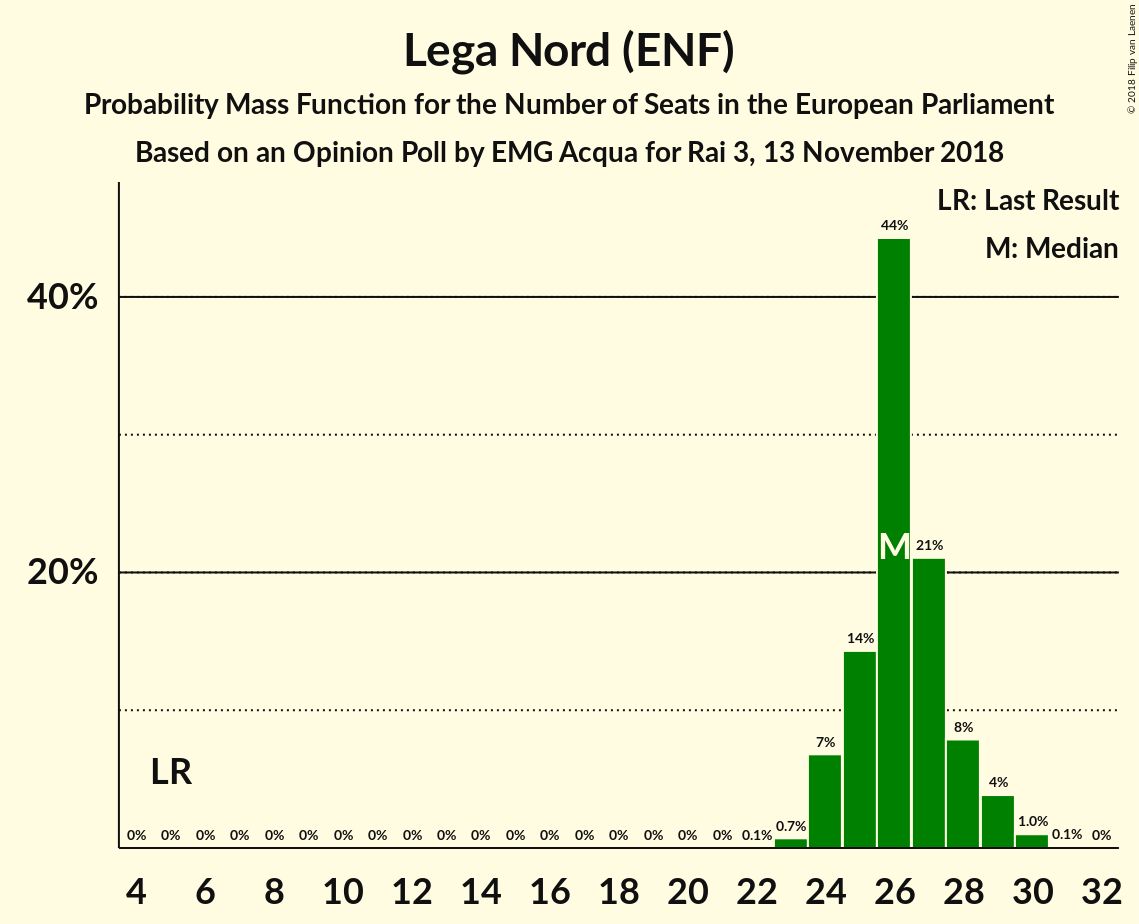 Lega Nord (ENF)
Probability Mass Function for the Number of Seats in the European Parliament
Based on an Opinion Poll by EMG Acqua for Rai 3, 13 November 2018
© 2018 Filip van Laenen
LR: Last Result
M: Median
40%
20%
44%
M
21%
14%
7%
8%
4%
LR
0% 0% 0% 0% 0% 0% 0% 0% 0% 0% 0% 0% 0% 0% 0% 0% 0% 0% 0.1% 0.7% 1.0% 0.1% 0%
4 6 8 10 12 14 16 18 20 22 24 26 28 30 32